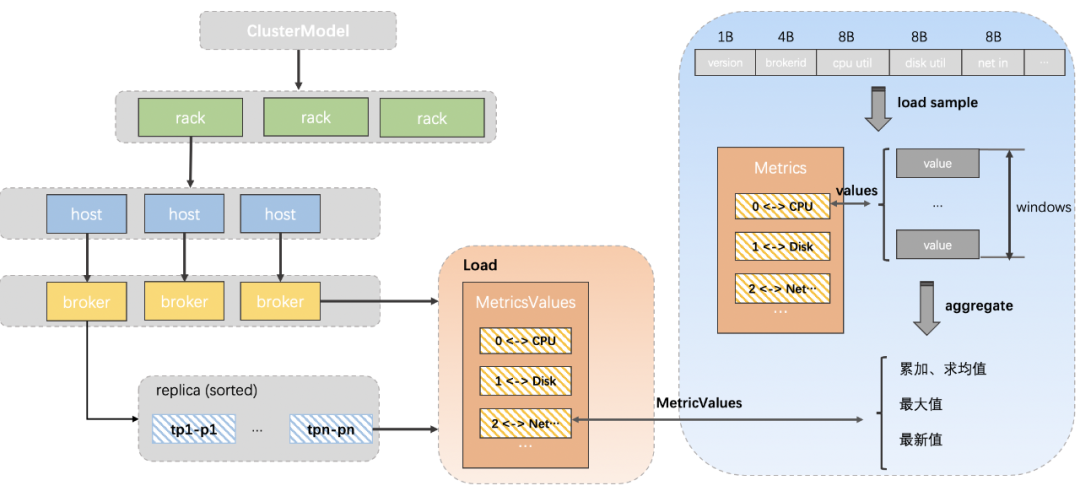 ClusterModel
rack
rack
rack
host
host
host
broker
broker
broker
replica (sorted)
tp1-p1
...
tpn-pn
Load
MetricsValues
0 <-> CPU
1 <-> Disk
2 <-> Net···
...
MetricValues
1B
4B
8B
8B
8B
version
brokerid
cpu util
disk util
net in
...
load sample
Metrics
0 <-> CPU
1 <-> Disk
2 <-> Net···
...
values
value
...
value
windows
aggregate
累加、求均值
最大值
最新值